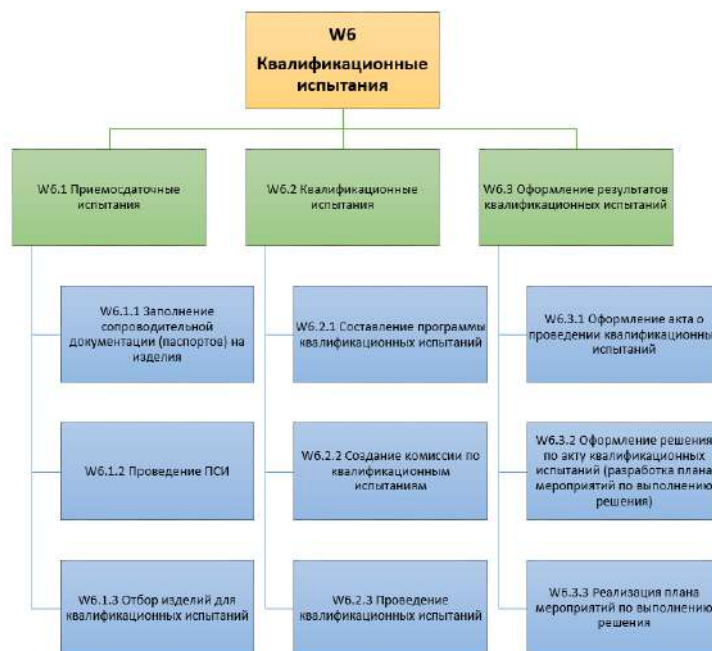 W6
Квалификационные
испытания
W6.1 Приемосдаточные
испытания
W6.2 Квалификационные
испытания
W6.3 Оформление результатов
квалификационных испытаний
W6.1.1 Заполнение
сопроводительной
документации (паспортов) на
изделия
W6.2.1 Составление программы
квалификационных испытаний
W6.3.1 Оформление акта о
проведении квалификационны
испытаний
W6.1.2 Проведение ПСИ
W6.2.2 Создание комиссии по
квалификационным
испытаниям
W6.3.2 Оформление решения
по акту квалификационных
испытаний (разработка плана
мероприятий по выполнению
решения)
W6.1.3 Отбор изделий для
квалификационных испытаний
W6.2.3 Проведение
квалификационных испытаний
W6.3.3 Реализация плана
мероприятий по выполнению
решения